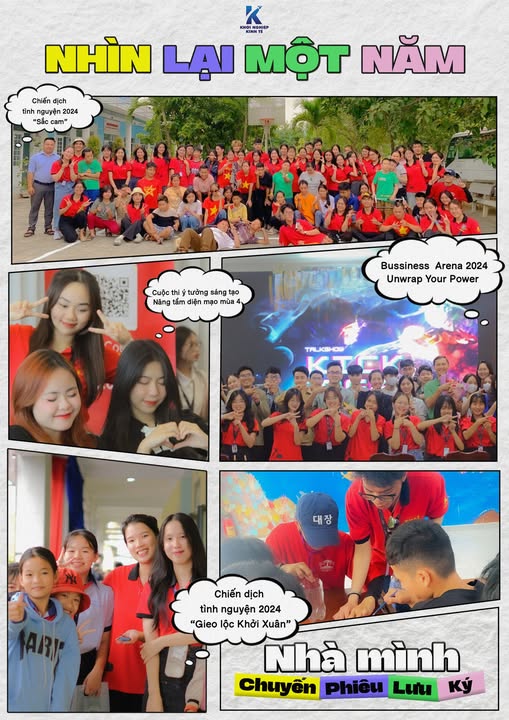 KHỞI NGHIỆP
KINH TẾ
NHÌN LẠI MỘT NĂM
Chiến dịch
tình nguyện 2024
“Sắc cam”
Cuộc thi ý tưởng sáng tạo
Nâng tầm diện mạo mùa 4
Bussiness Arena 2024
Unwrap Your Power
TALKSHOW
대장
Chiến dịch
tình nguyện 2024
“Gieo lộc Khởi Xuân”
Nhà mình
Chuyến Phiêu Lưu Ký